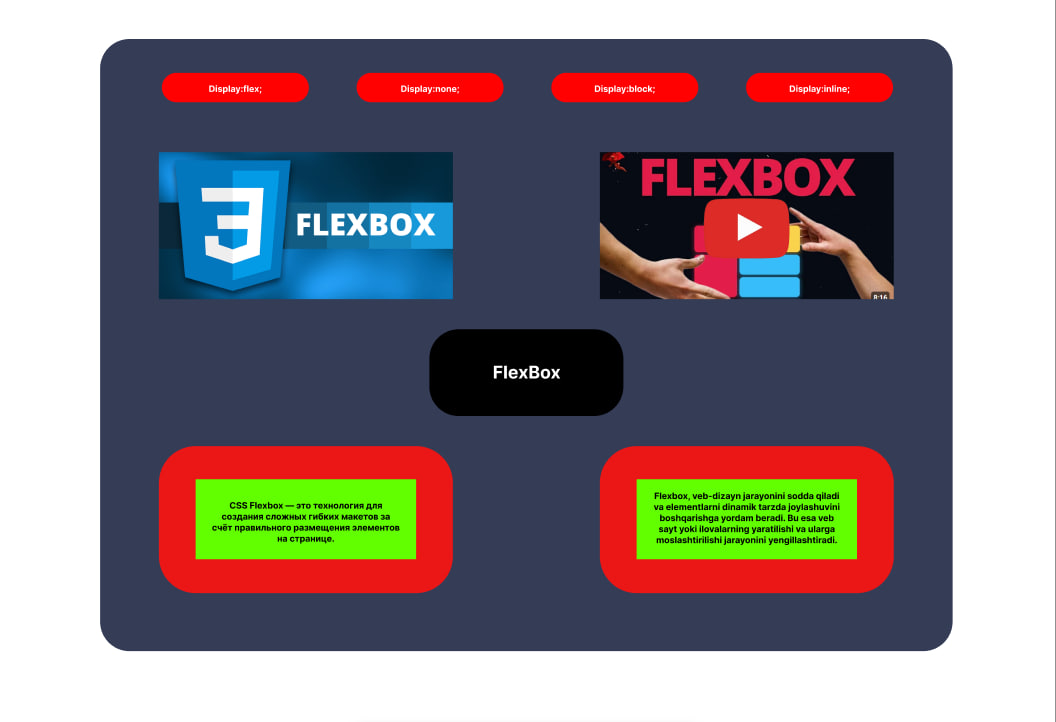 Display:flex;
Display:none;
Display:block;
Display:inline;
3
FLEXBOX
FLEXBOX
8:16
FlexBox
CSS Flexbox — это технология для
создания сложных гибких макетов за
счёт правильного размещения элементов
на странице.
Flexbox, veb-dizayn jarayonini sodda qiladi
va elementlarni dinamik tarzda joylashuvini
boshqarishga yordam beradi. Bu esa veb
sayt yoki ilovalarning yaratilishi va ularga
moslashtirilishi jarayonini yengillashtiradi.